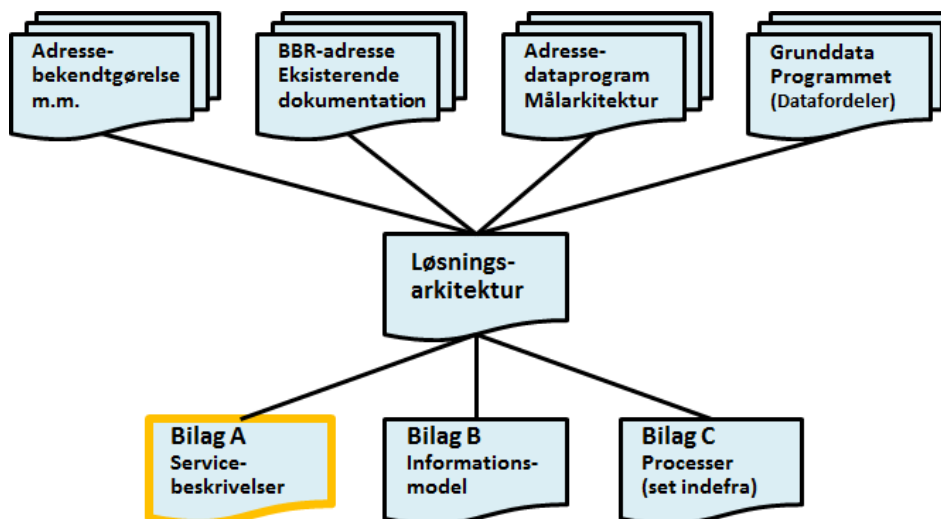 Adresse-
bekendtgørelse
m.m.
BBR-adresse
Eksisterende
dokumentation
Adresse-
dataprogram
Målarkitektur
Grunddata
Programmet
(Datafordeler)
Løsnings-
arkitektur
Bilag A
Service-
beskrivelser
Bilag B
Informations-
model
Bilag C
Processer
(set indefra)